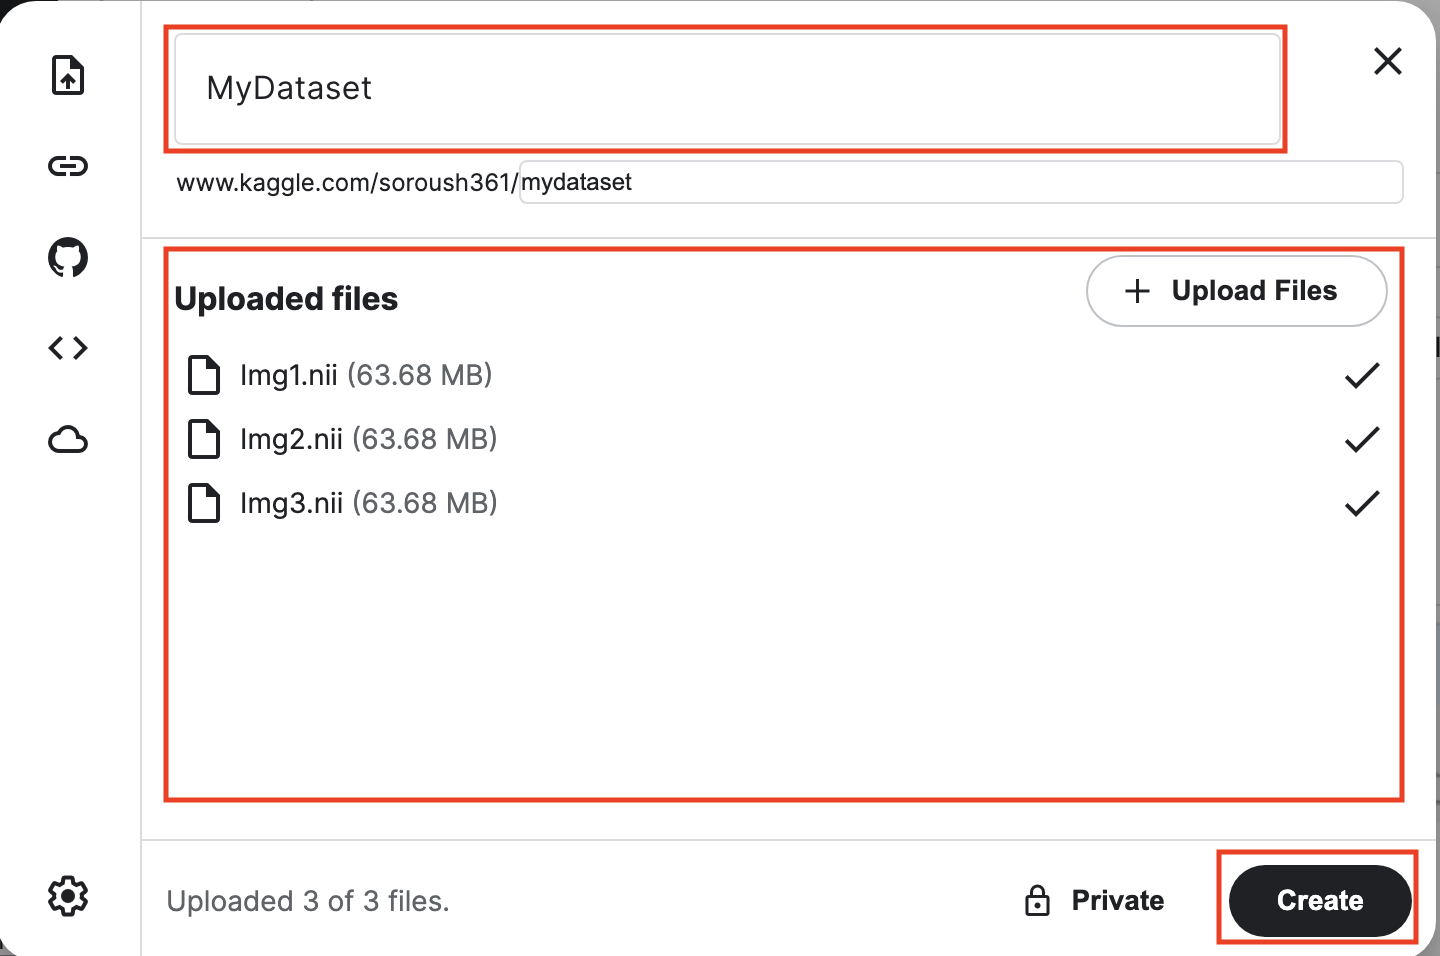 MyDataset
www.kaggle.com/soroush361/mydataset
Uploaded files
+ Upload Files
Img1.nii (63.68 MB)
Img2.nii (63.68 MB)
Img3.nii (63.68 MB)
Uploaded 3 of 3 files.
Private
Create